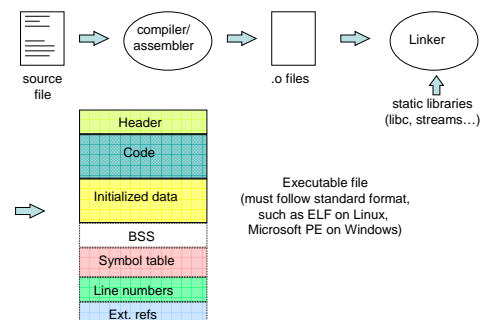 compiler/
assembler
Linker
source
file
.o files
static libraries
(libc, streams…)
Header
Code
Initialized data
BSS
Symbol table
Line numbers
Ext. refs
Executable file
(must follow standard format,
such as ELF on Linux,
Microsoft PE on Windows)